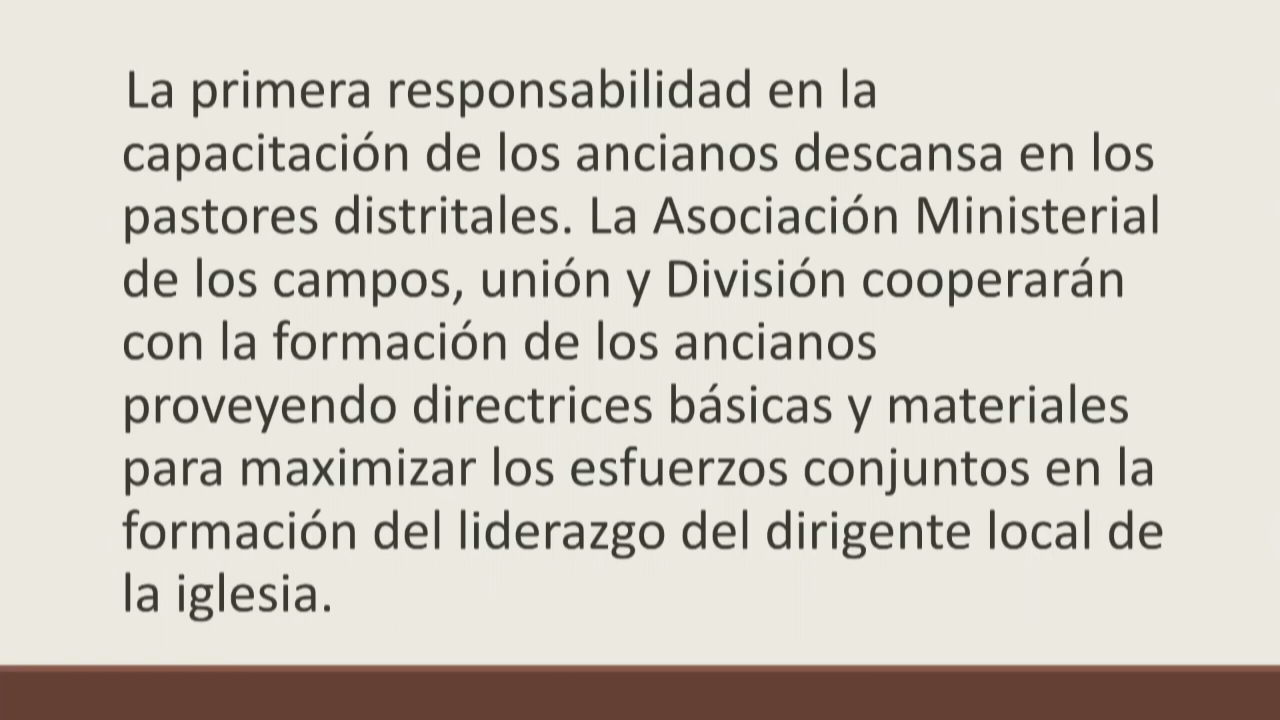 La primera responsabilidad en la
capacitación de los ancianos descansa en los
pastores distritales. La Asociación Ministerial
de los campos, unión y División cooperarán
con la formación de los ancianos
proveyendo directrices básicas y materiales
para maximizar los esfuerzos conjuntos en la
formación del liderazgo del dirigente local de
la iglesia.